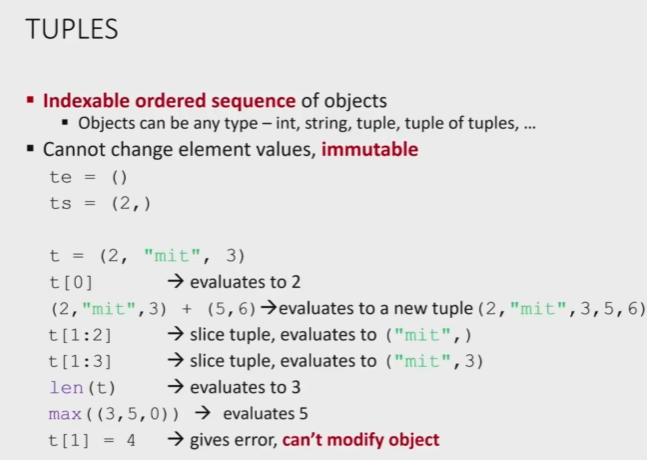 TUPLES
▪ Indexable ordered sequence of objects
▪ Objects can be any type – int, string, tuple, tuple of tuples, ...
▪ Cannot change element values, immutable
te = ()
ts = (2,)
t = (2, "mit", 3)
t[0] → evaluates to 2
(2,"mit",3) + (5,6) →evaluates to a new tuple (2,"mit",3,5,6)
t[1:2] → slice tuple, evaluates to ("mit",)
t[1:3] → slice tuple, evaluates to ("mit",3)
len(t) → evaluates to 3
max((3,5,0)) → evaluates 5
t[1] = 4 → gives error, can't modify object